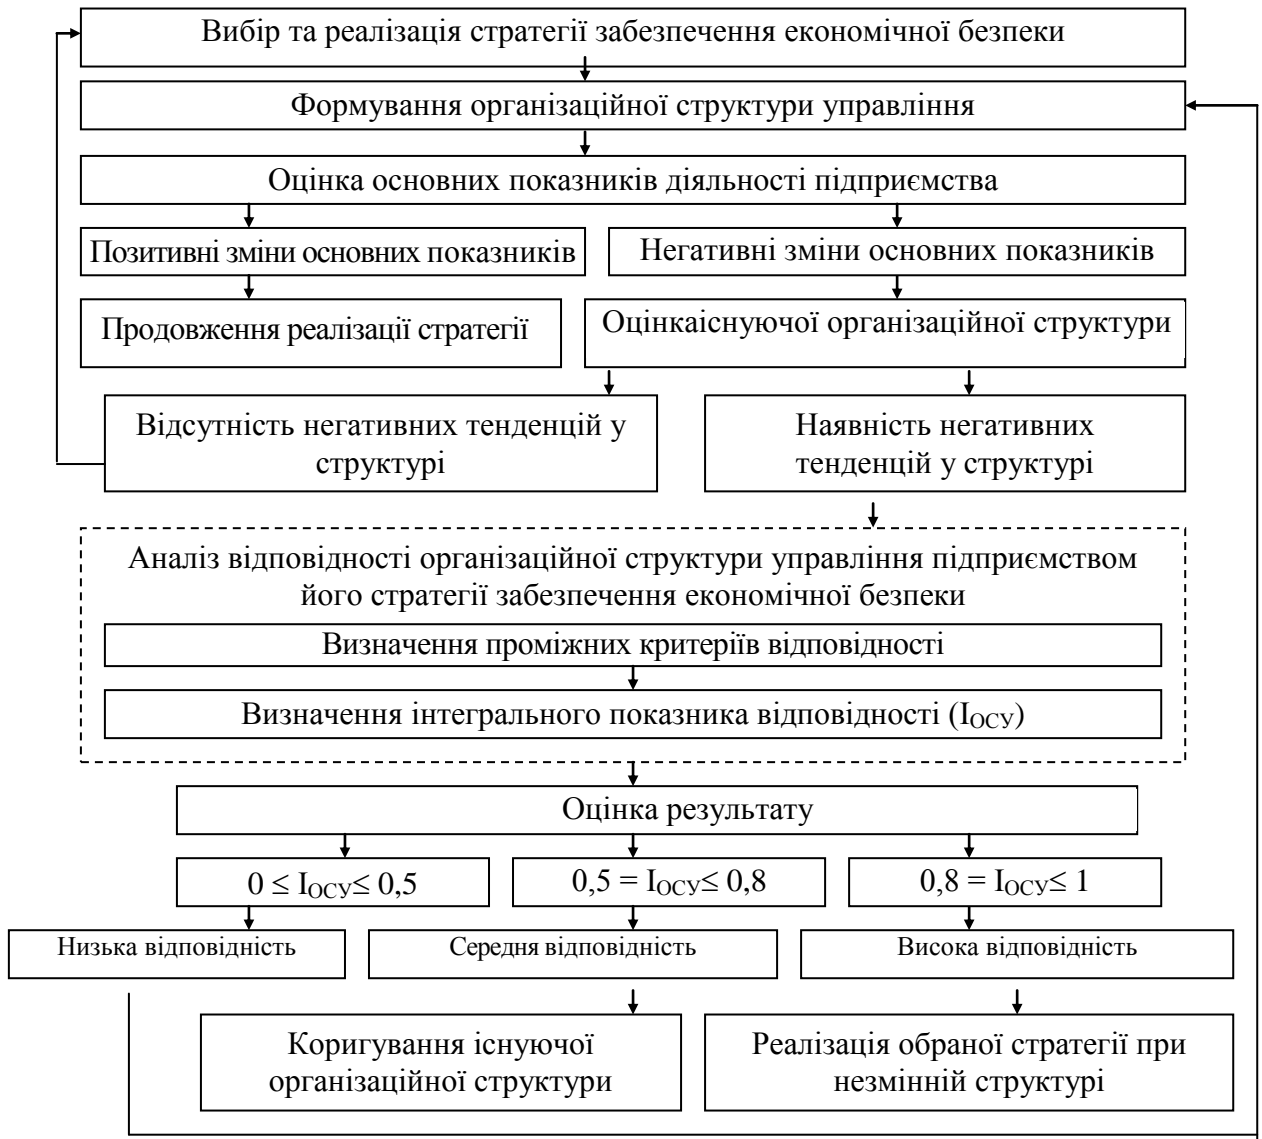 Вибір та реалізація стратегії забезпечення економічної безпеки
Формування організаційної структури управління
Оцінка основних показників діяльності підприємства
Позитивні зміни основних показників
Негативні зміни основних показників
Продовження реалізації стратегії
Оцінкаіснуючої організаційної структури
Відсутність негативних тенденцій у
структурі
Наявність негативних
тенденцій у структурі
Аналіз відповідності організаційної структури управління підприємством
його стратегії забезпечення економічної безпеки
Визначення проміжних критеріїв відповідності
Визначення інтегрального показника відповідності (ІОСУ)
Оцінка результату
0 ≤ ІОСУ≤ 0,5
0,5 = ІОСУ≤ 0,8
0,8 = ІОСУ≤ 1
Низька відповідність
Середня відповідність
Висока відповідність
Коригування існуючої
організаційної структури
Реалізація обраної стратегії при
незмінній структурі